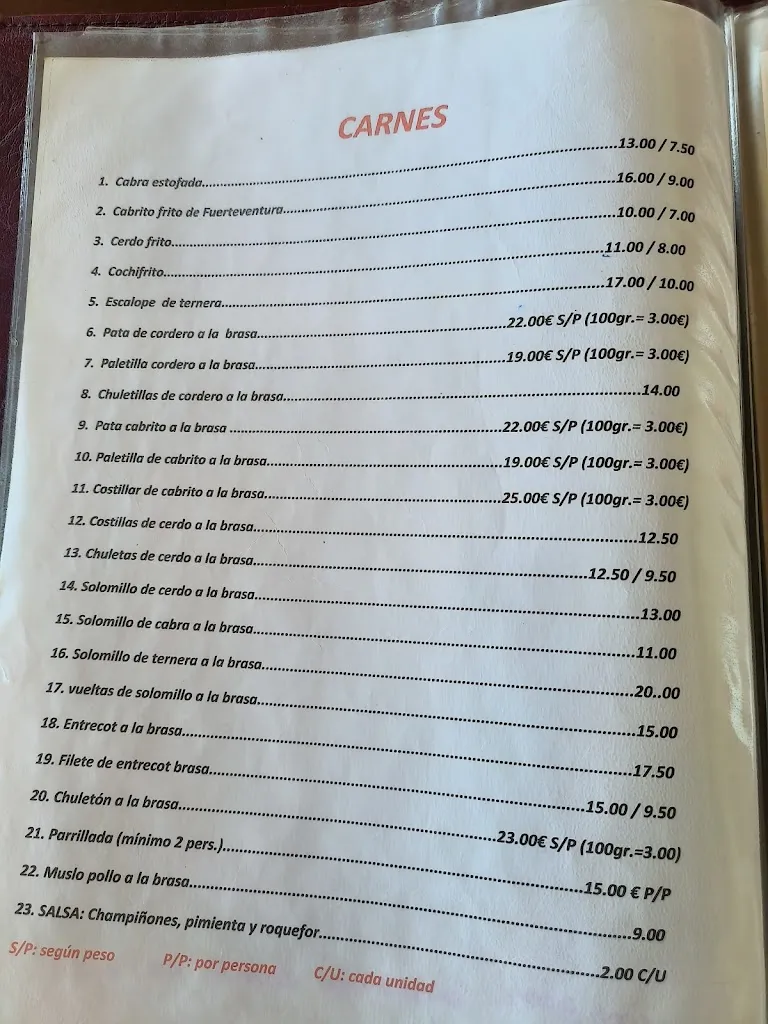 CARNES
1. Cabra estofada..........13.00 / 7.50
2. Cabrito frito de Fuerteventura..........16.00 / 9.00
3. Cerdo frito..........10.00 / 7.00
4. Cochifrito..........11.00 / 8.00
5. Escalope de ternera..........17.00 / 10.00
6. Pata de cordero a la brasa..........22.00€ S/P (100gr.= 3.00€)
7. Paletilla cordero a la brasa..........19.00€ S/P (100gr.= 3.00€)
8. Chuletillas de cordero a la brasa..........14.00
9. Pata cabrito a la brasa ..........22.00€ S/P (100gr.= 3.00€)
10. Paletilla de cabrito a la brasa..........19.00€ S/P (100gr.= 3.00€)
11. Costillar de cabrito a la brasa..........25.00€ S/P (100gr.= 3.00€)
12. Costillas de cerdo a la brasa..........12.50
13. Chuletas de cerdo a la brasa..........12.50 / 9.50
14. Solomillo de cerdo a la brasa..........13.00
15. Solomillo de cabra a la brasa..........11.00
16. Solomillo de ternera a la brasa..........20..00
17. vueltas de solomillo a la brasa..........15.00
18. Entrecot a la brasa..........17.50
19. Filete de entrecot brasa..........15.00 / 9.50
20. Chuletón a la brasa..........23.00€ S/P (100gr.=3.00)
21. Parrillada (mínimo 2 pers.)..........15.00 € P/P
22. Muslo pollo a la brasa..........9.00
23. SALSA: Champiñones, pimienta y roquefor..........2.00 C/U
S/P: según peso P/P: por persona C/U: cada unidad